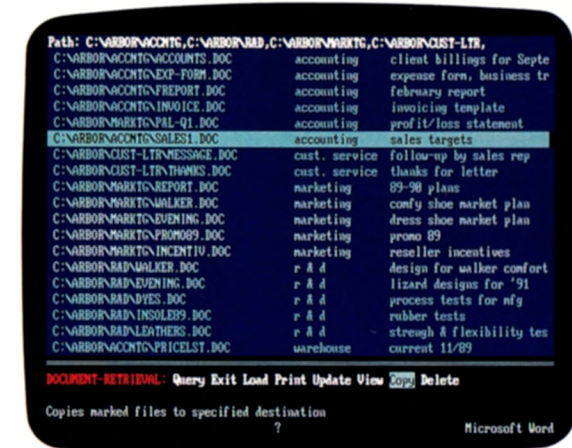 Path: C:\ARBOR\ACCNTG,C:\ARBOR\RAD,C:\ARBOR\MARKTG,C:\ARBOR\CUST-LTR,
C:\ARBOR\ACCNTG\ACCOUNTS.DOC accounting client billings for Septe
C:\ARBOR\ACCNTG\EXP-FORM.DOC accounting expense form, business tr
C:\ARBOR\ACCNTG\FREPORT.DOC accounting february report
C:\ARBOR\ACCNTG\INVOICE.DOC accounting invoicing template
C:\ARBOR\MARKTG\P&L-Q1.DOC accounting profit/loss statement
C:\ARBOR\ACCNTG\SALES1.DOC accounting sales targets
C:\ARBOR\CUST-LTR\MESSAGE.DOC cust. service follow-up by sales rep
C:\ARBOR\CUST-LTR\THANKS.DOC cust. service thanks for letter
C:\ARBOR\MARKTG\REPORT.DOC marketing 89-90 plans
C:\ARBOR\MARKTG\WALKER.DOC marketing comfy shoe market plan
C:\ARBOR\MARKTG\EVENING.DOC marketing dress shoe market plan
C:\ARBOR\MARKTG\PROMO89.DOC marketing promo 89
C:\ARBOR\MARKTG\INCENTIV.DOC marketing reseller incentives
C:\ARBOR\RAD\WALKER.DOC r & d design for walker comfort
C:\ARBOR\RAD\EVENING.DOC r & d lizard designs for '91
C:\ARBOR\RAD\DYES.DOC r & d process tests for mfg
C:\ARBOR\RAD\INSOLE89.DOC r & d rubber tests
C:\ARBOR\RAD\LEATHERS.DOC r & d strengh & flexibility tes
C:\ARBOR\ACCNTG\PRICELST.DOC warehouse current 11/89
DOCUMENT-RETRIEVAL: Query Exit Load Print Update View Copy Delete
Copies marked files to specified destination
? Microsoft Word